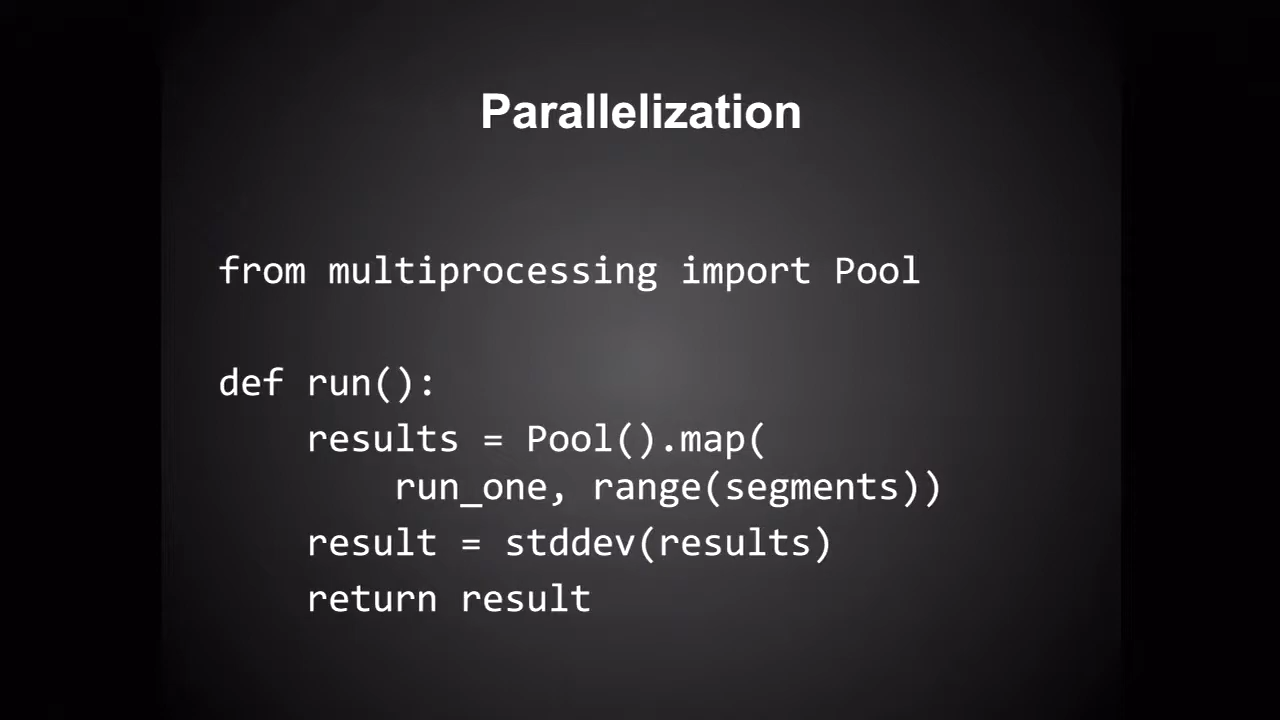 Parallelization
from multiprocessing import Pool
def run():
    results = Pool().map(
        run_one, range(segments))
    result = stddev(results)
    return result